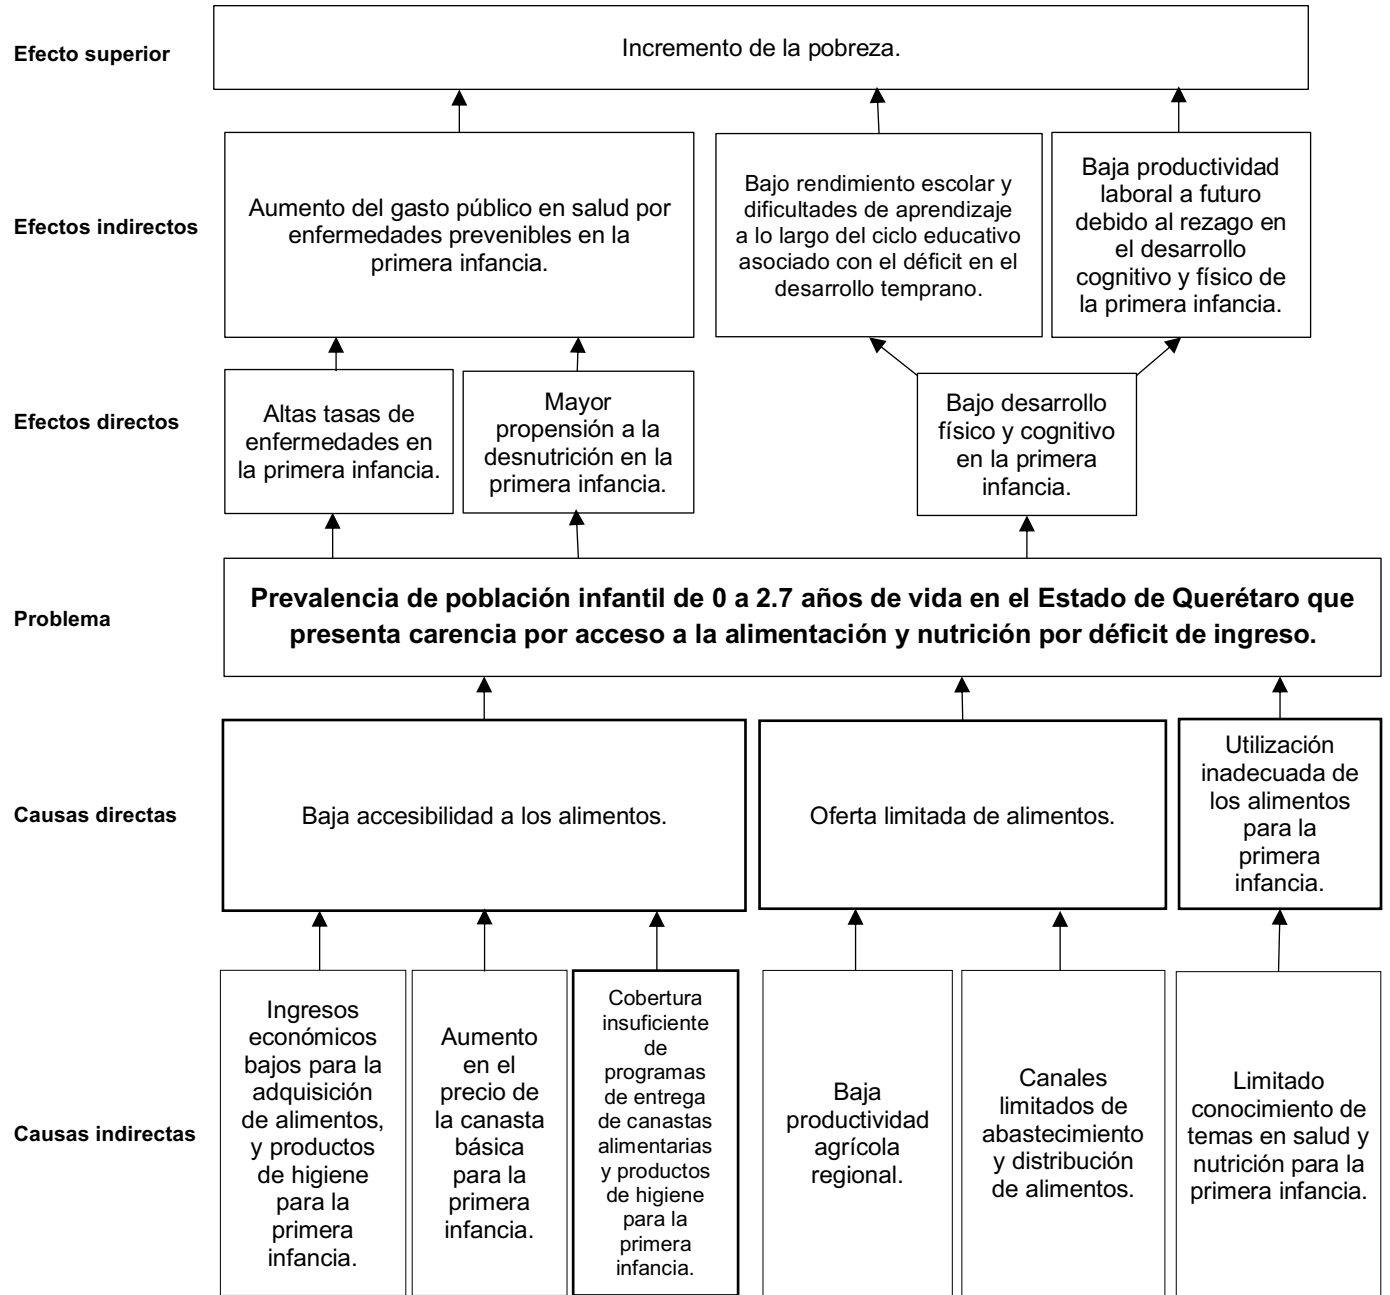 Efecto superior
Incremento de la pobreza.
Efectos indirectos
Aumento del gasto público en salud por
enfermedades prevenibles en la
primera infancia.
Bajo rendimiento escolar y
dificultades de aprendizaje
a lo largo del ciclo educativo
asociado con el déficit en el
desarrollo temprano.
Baja productividad
laboral a futuro
debido al rezago en
el desarrollo
cognitivo y físico de
la primera infancia.
Efectos directos
Altas tasas de
enfermedades en
la primera infancia.
Mayor
propensión a la
desnutrición en la
primera infancia.
Bajo desarrollo
físico y cognitivo
en la primera
infancia.
Problema
Prevalencia de población infantil de 0 a 2.7 años de vida en el Estado de Querétaro que
presenta carencia por acceso a la alimentación y nutrición por déficit de ingreso.
Causas directas
Baja accesibilidad a los alimentos.
Oferta limitada de alimentos.
Utilización
inadecuada de
los alimentos
para la
primera
infancia.
Causas indirectas
Ingresos
económicos
bajos para la
adquisición
de alimentos,
y productos
de higiene
para la
primera
infancia.
Aumento
en el
precio de
la canasta
básica
para la
primera
infancia.
Cobertura
insuficiente
de
programas
de entrega
de canastas
alimentarias
y productos
de higiene
para la
primera
infancia.
Baja
productividad
agrícola
regional.
Canales
limitados de
abastecimiento
y distribución
de alimentos.
Limitado
conocimiento de
temas en salud y
nutrición para la
primera infancia.